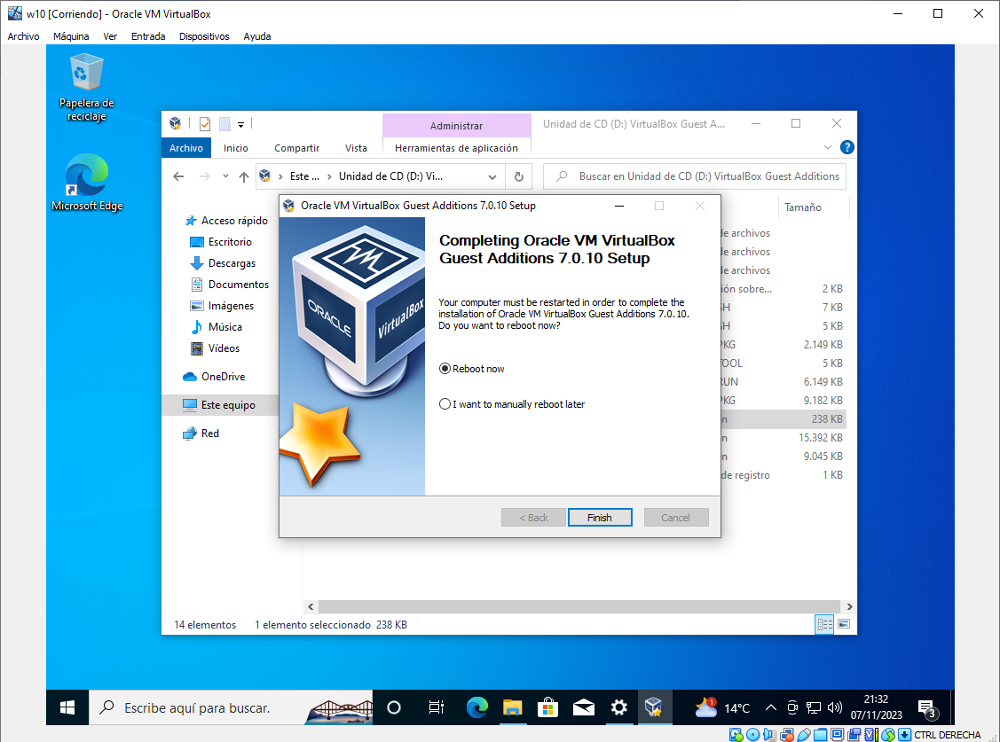 w10 [Corriendo] - Oracle VM VirtualBox
Archivo Máquina Ver Entrada Dispositivos Ayuda
Papelera de
reciclaje
Microsoft Edge
Administrar
Unidad de CD (D:) VirtualBox Guest A...
Archivo Inicio Compartir Vista Herramientas de aplicación
Este ... Unidad de CD (D:) Vi...
Buscar en Unidad de CD (D:) VirtualBox Guest Additions
Tamaño
Acceso rápido
Escritorio
Descargas
Documentos
Imágenes
Música
Vídeos
OneDrive
Este equipo
Red
Oracle VM VirtualBox Guest Additions 7.0.10 Setup
ORACLE
VirtualBox
Completing Oracle VM VirtualBox
Guest Additions 7.0.10 Setup
Your computer must be restarted in order to complete the
installation of Oracle VM VirtualBox Guest Additions 7.0.10.
Do you want to reboot now?
Reboot now
I want to manually reboot later
< Back Finish Cancel
de archivos
de archivos
de archivos
ión sobre... 2 KB
SH 7 KB
SH 5 KB
PKG 2.149 KB
TOOL 5 KB
RUN 6.149 KB
PKG 9.182 KB
n 238 KB
n 15.392 KB
n 9.045 KB
de registro 1 KB
14 elementos 1 elemento seleccionado 238 KB
Escribe aquí para buscar.
1
14°C
21:32
07/11/2023
3
CTRL DERECHA